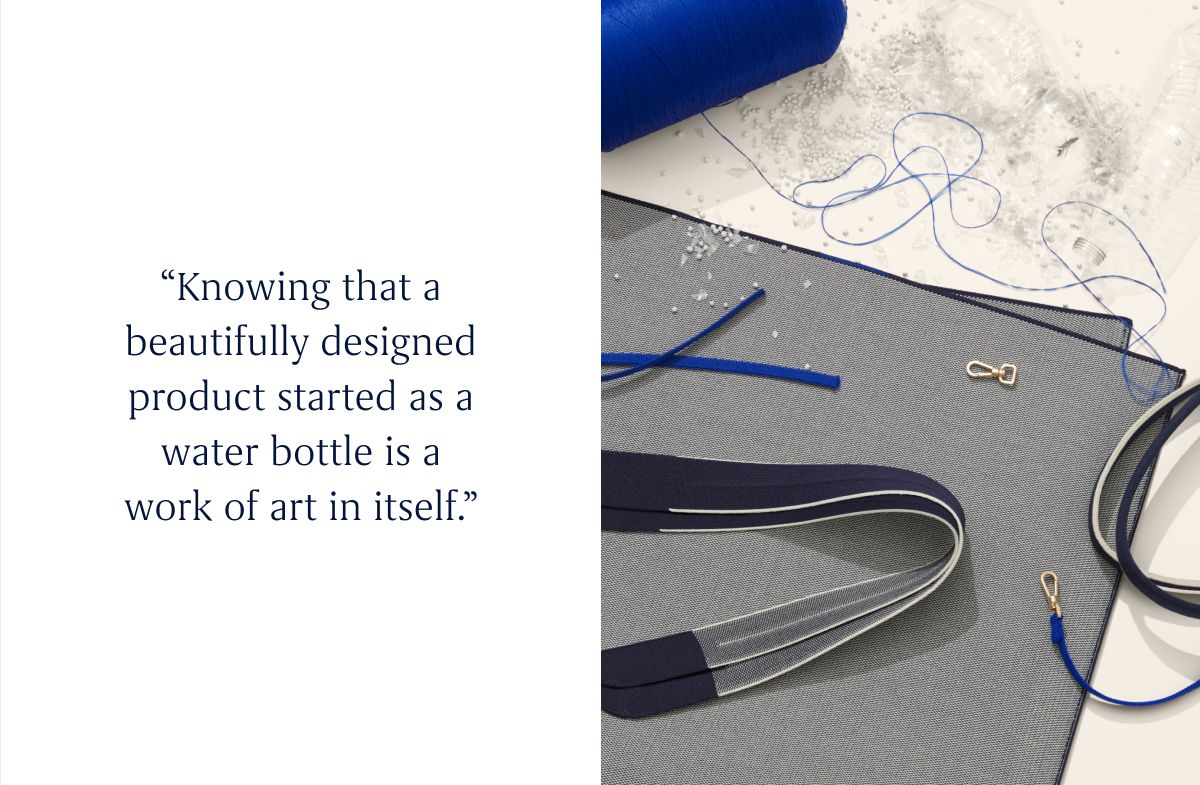 “Knowing that a
beautifully designed
product started as a
water bottle is a
work of art in itself.”